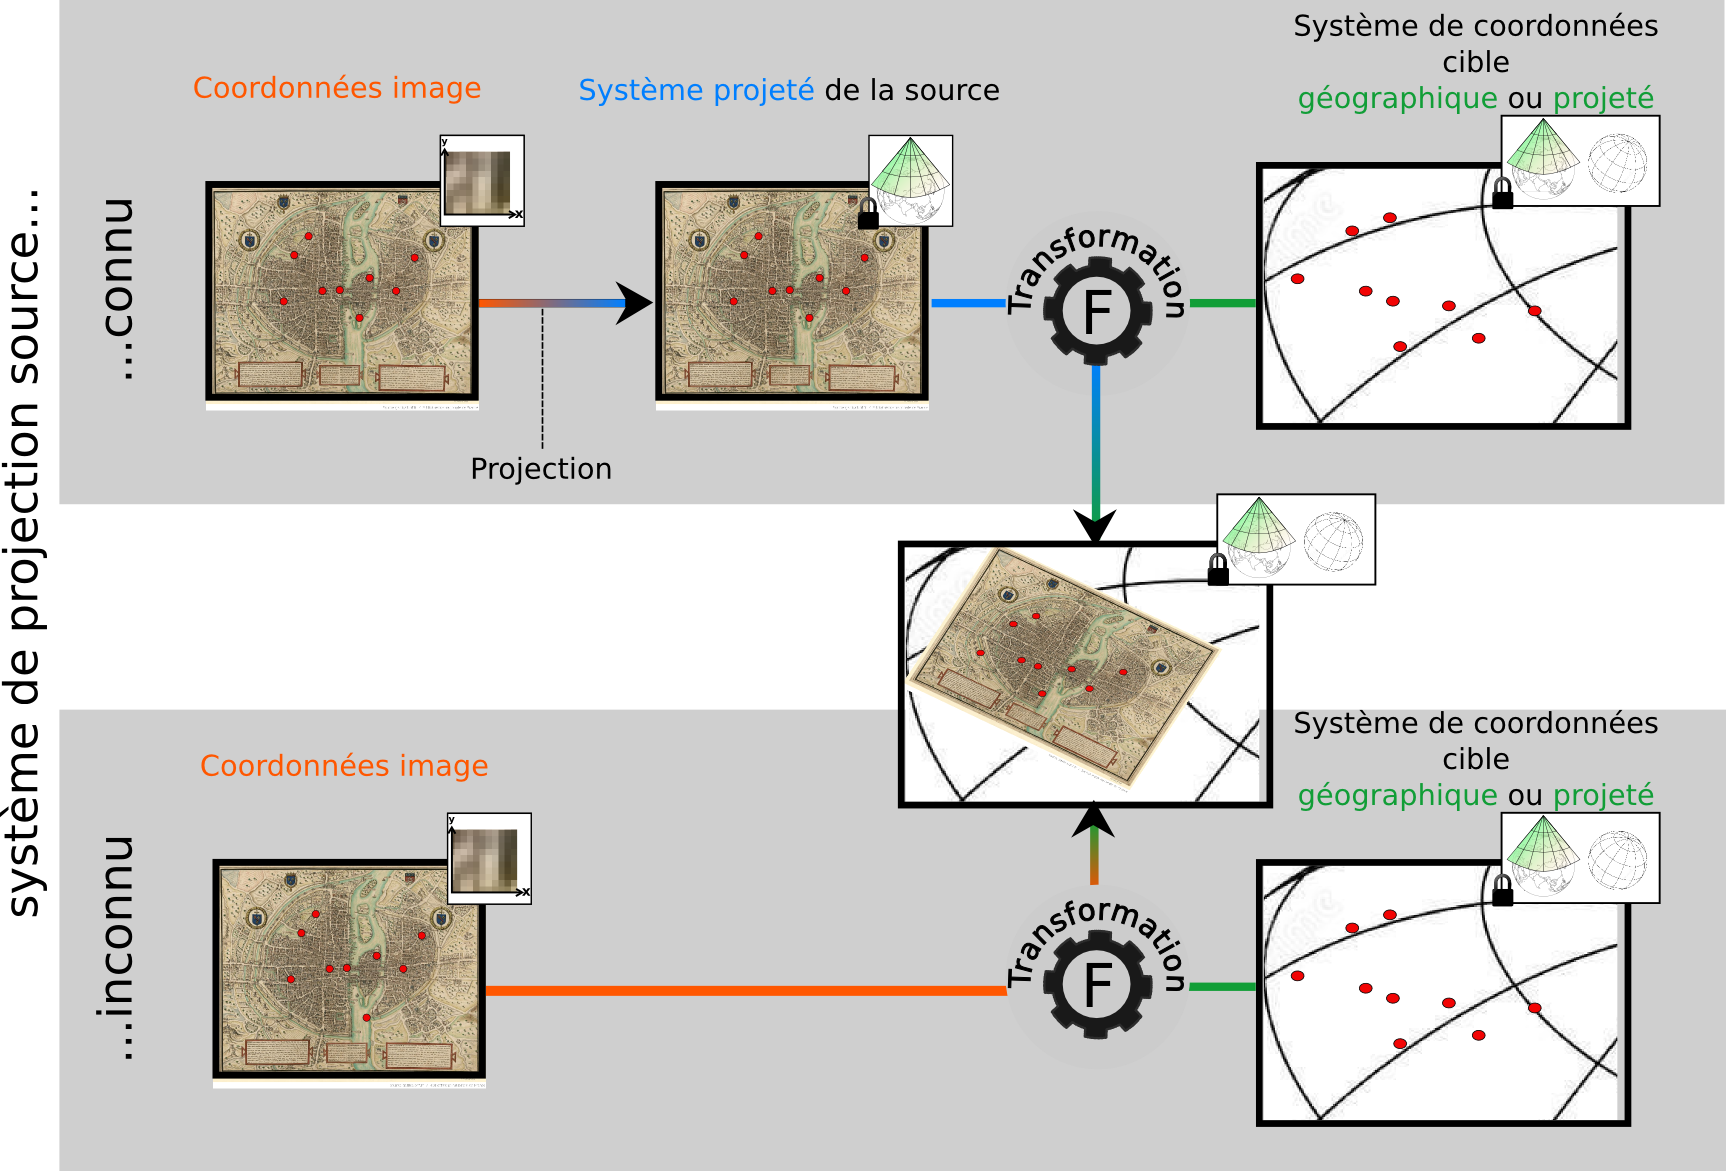 système de projection source...
...connu
Coordonnées image
Système projeté de la source
Système de coordonnées
cible
géographique ou projeté
y
x
Transformation
F
Projection
...inconnu
Coordonnées image
y
x
Transformation
F
Système de coordonnées
cible
géographique ou projeté